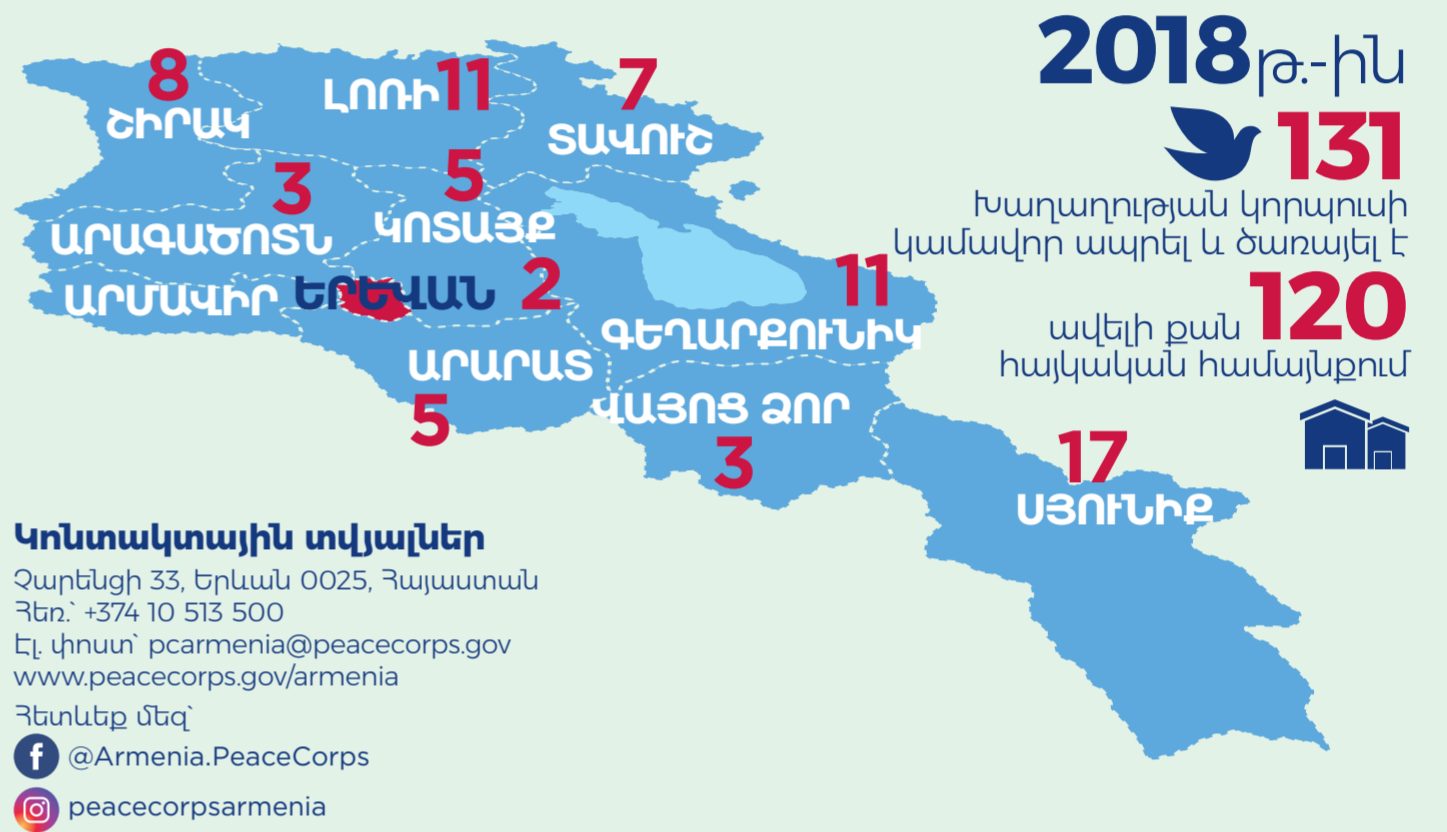 2018թ.-ին
131
Խաղաղության կորպուսի
կամավոր ապրել և ծառայել է
ավելի քան 120
հայկական համայնքում
8
ՇԻՐԱԿ
ԼՈՌԻ 11
7
ՏԱՎՈՒՇ
3
ԱՐԱԳԱԾՈՏՆ
5
ԿՈՏԱՅՔ
ԱՐՄԱՎԻՐ
ԵՐԵՎԱՆ 2
11
ԳԵՂԱՐՔՈՒՆԻԿ
ԱՐԱՐԱՏ
5
ՎԱՅՈՑ ՁՈՐ
3
17
ՍՅՈՒՆԻՔ
Կոնտակտային տվյալներ
Չարենցի 33, Երևան 0025, Հայաստան
Հեռ.՝ +374 10 513 500
Էլ. փոստ՝ pcarmenia@peacecorps.gov
www.peacecorps.gov/armenia
Հետևեք մեզ՝
f @Armenia.PeaceCorps
peacecorpsarmenia